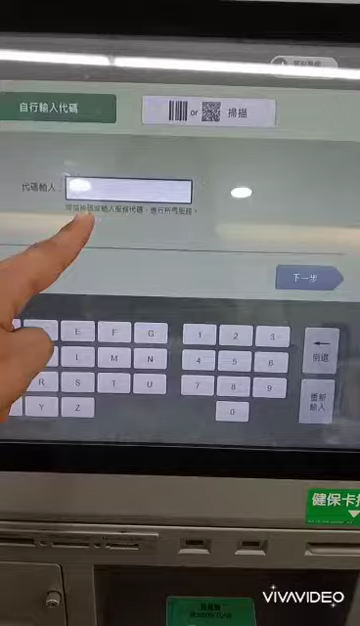 自行輸入代碼
or 掃描
代碼輸入：
下一步
E F G 1 2 3 ←
倒退
L M N 4 5 6
R S T U 7 8 9 重新
輸入
Y Z 0
健保卡
VIVAVIDEO